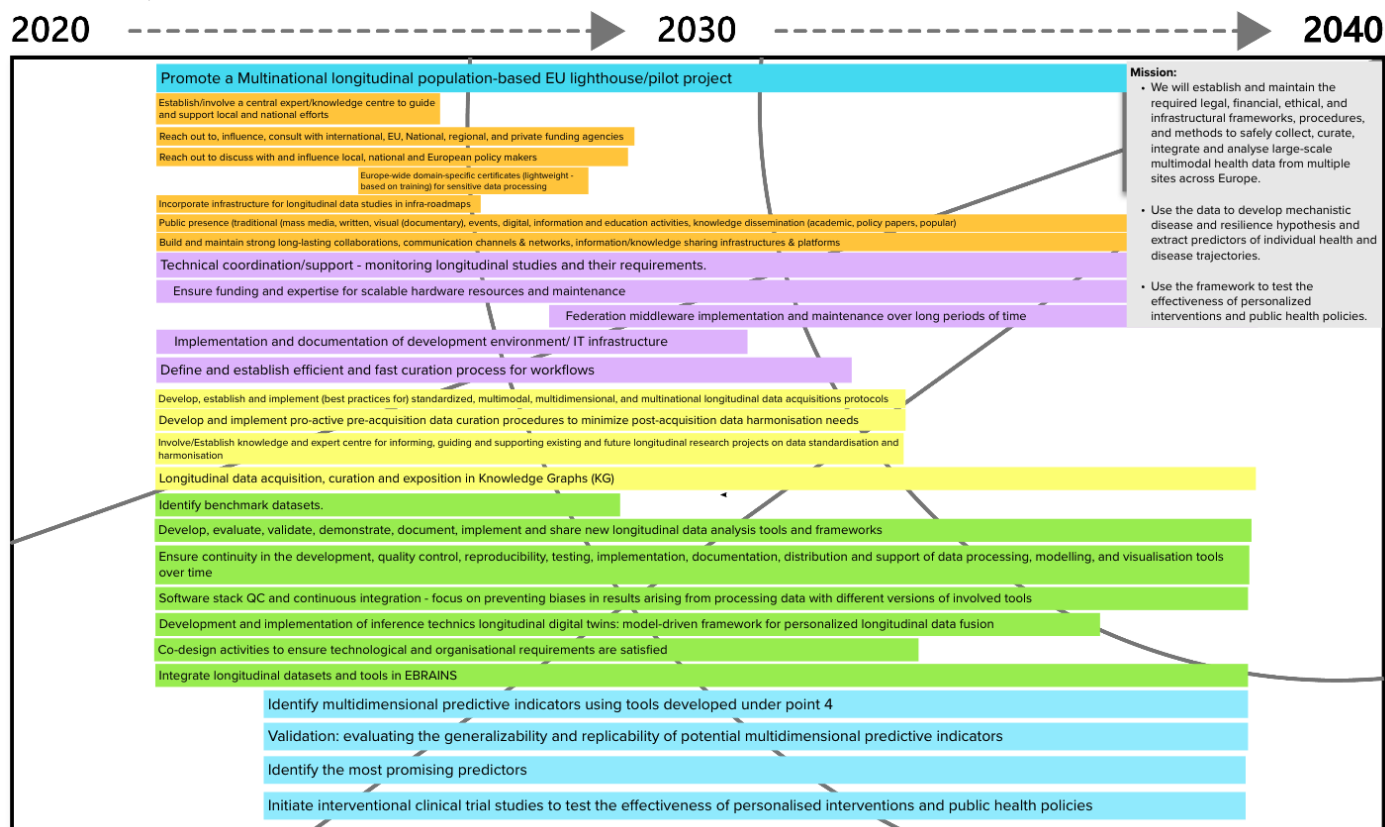 2020
2030
2040
Promote a Multinational longitudinal population-based EU lighthouse/pilot project
Establish/involve a central expert/knowledge centre to guide
and support local and national efforts
Reach out to, influence, consult with international, EU, National, regional, and private funding agencies
Reach out to discuss with and influence local, national and European policy makers
Europe-wide domain-specific certificates (lightweight -
based on training) for sensitive data processing
Incorporate infrastructure for longitudinal data studies in infra-roadmaps
Public presence (traditional (mass media, written, visual (documentary), events, digital, information and education activities, knowledge dissemination (academic, policy papers, popular)
Build and maintain strong long-lasting collaborations, communication channels & networks, information/knowledge sharing infrastructures & platforms
Technical coordination/support - monitoring longitudinal studies and their requirements.
Ensure funding and expertise for scalable hardware resources and maintenance
Federation middleware implementation and maintenance over long periods of time
Implementation and documentation of development environment/ IT infrastructure
Define and establish efficient and fast curation process for workflows
Develop, establish and implement (best practices for) standardized, multimodal, multidimensional, and multinational longitudinal data acquisitions protocols
Develop and implement pro-active pre-acquisition data curation procedures to minimize post-acquisition data harmonisation needs
Involve/Establish knowledge and expert centre for informing, guiding and supporting existing and future longitudinal research projects on data standardisation and
harmonisation
Longitudinal data acquisition, curation and exposition in Knowledge Graphs (KG)
Identify benchmark datasets.
Develop, evaluate, validate, demonstrate, document, implement and share new longitudinal data analysis tools and frameworks
Ensure continuity in the development, quality control, reproducibility, testing, implementation, documentation, distribution and support of data processing, modelling, and visualisation tools
over time
Software stack QC and continuous integration - focus on preventing biases in results arising from processing data with different versions of involved tools
Development and implementation of inference technics longitudinal digital twins: model-driven framework for personalized longitudinal data fusion
Co-design activities to ensure technological and organisational requirements are satisfied
Integrate longitudinal datasets and tools in EBRAINS
Identify multidimensional predictive indicators using tools developed under point 4
Validation: evaluating the generalizability and replicability of potential multidimensional predictive indicators
Identify the most promising predictors
Initiate interventional clinical trial studies to test the effectiveness of personalised interventions and public health policies
Mission:
• We will establish and maintain the
required legal, financial, ethical, and
infrastructural frameworks, procedures,
and methods to safely collect, curate,
integrate and analyse large-scale
multimodal health data from multiple
sites across Europe.
• Use the data to develop mechanistic
disease and resilience hypothesis and
extract predictors of individual health and
disease trajectories.
• Use the framework to test the
effectiveness of personalized
interventions and public health policies.